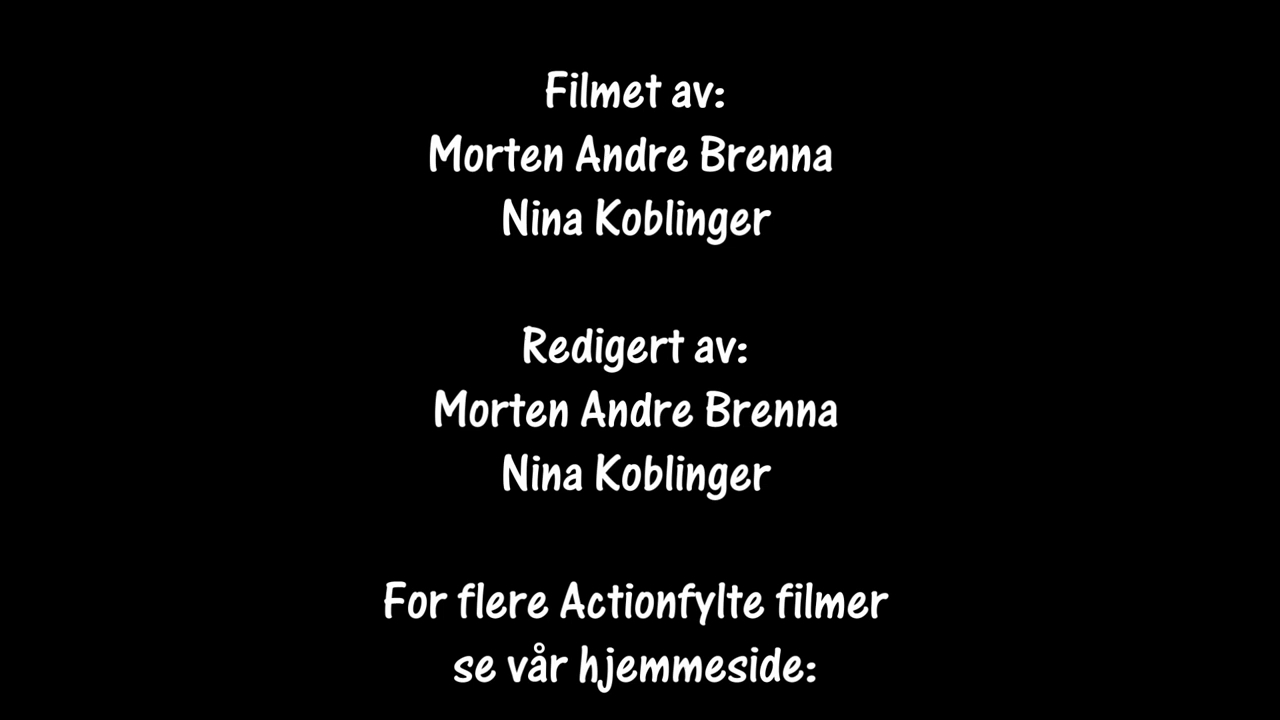 Filmet av:
Morten Andre Brenna
Nina Koblinger
Redigert av:
Morten Andre Brenna
Nina Koblinger
For flere Actionfylte filmer
se vår hjemmeside: